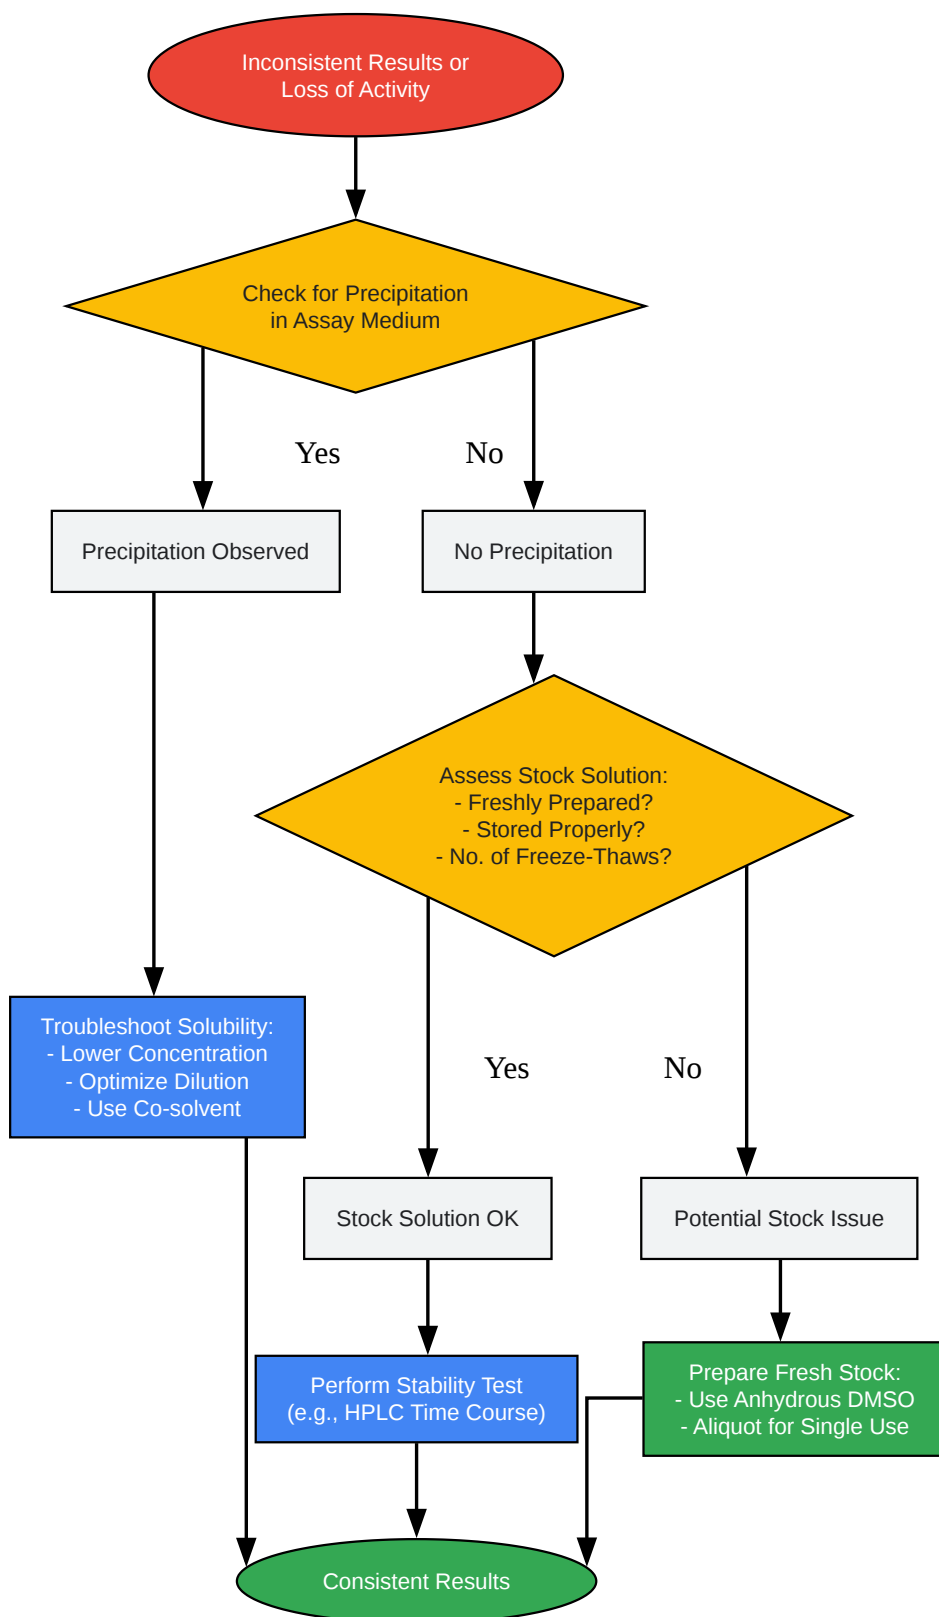 Inconsistent Results or
Loss of Activity
Check for Precipitation
in Assay Medium
Yes
No
Precipitation Observed
No Precipitation
Assess Stock Solution:
- Freshly Prepared?
- Stored Properly?
- No. of Freeze-Thaws?
Troubleshoot Solubility:
- Lower Concentration
- Optimize Dilution
- Use Co-solvent
Yes
No
Stock Solution OK
Potential Stock Issue
Perform Stability Test
(e.g., HPLC Time Course)
Prepare Fresh Stock:
- Use Anhydrous DMSO
- Aliquot for Single Use
Consistent Results